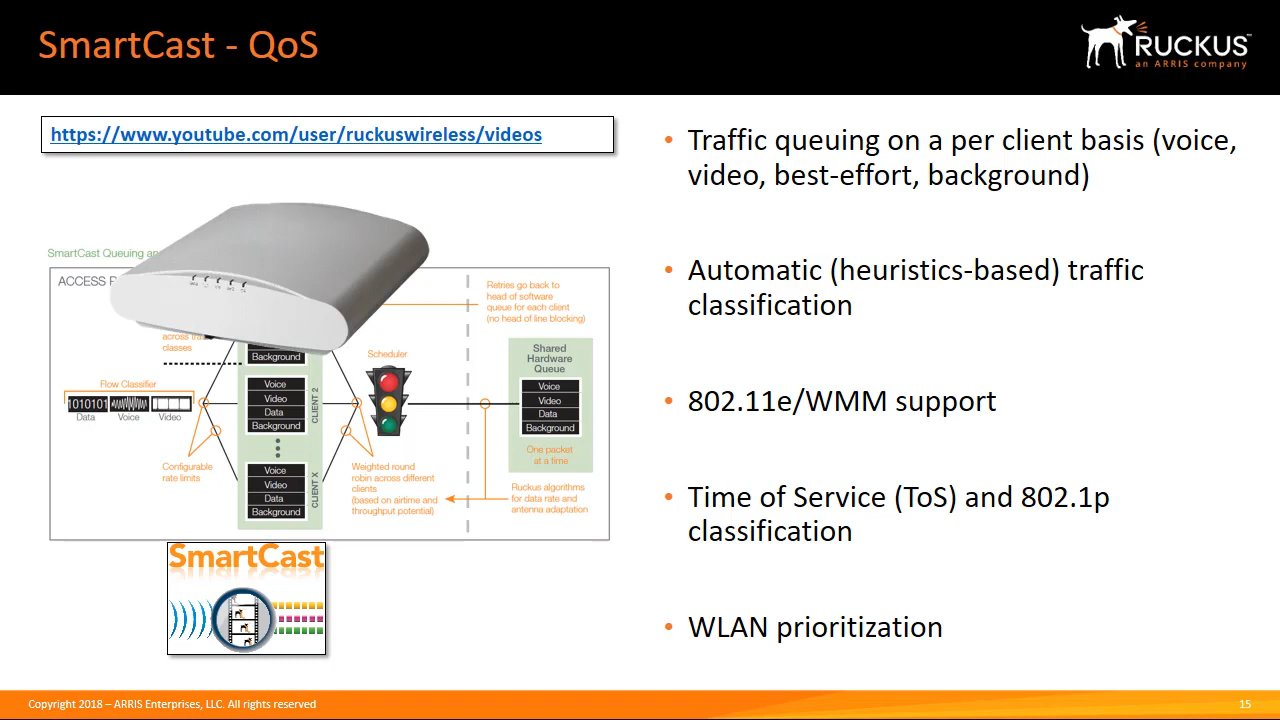 SmartCast - QoS
RUCKUS
an ARRIS company
https://www.youtube.com/user/ruckuswireless/videos
• Traffic queuing on a per client basis (voice,
video, best-effort, background)
• Automatic (heuristics-based) traffic
classification
• 802.11e/WMM support
• Time of Service (ToS) and 802.1p
classification
• WLAN prioritization
SmartCast Queuing
ACCESS
Retries go back to
head of software
queue for each client
(no head of line blocking)
across
classes
Background
Scheduler
Shared
Hardware
Queue
Flow Classifier
1010101
Data
Voice
Video
Voice
Video
Data
Background
CLIENT 2
Voice
Video
Data
Background
One packet
at a time
Configurable
rate limits
Voice
Video
Data
Background
CLIENT X
Weighted round
robin across different
clients
(based on airtime and
throughput potential)
Ruckus algorithms
for data rate and
antenna adaptation
SmartCast
Copyright 2018 – ARRIS Enterprises, LLC. All rights reserved
15